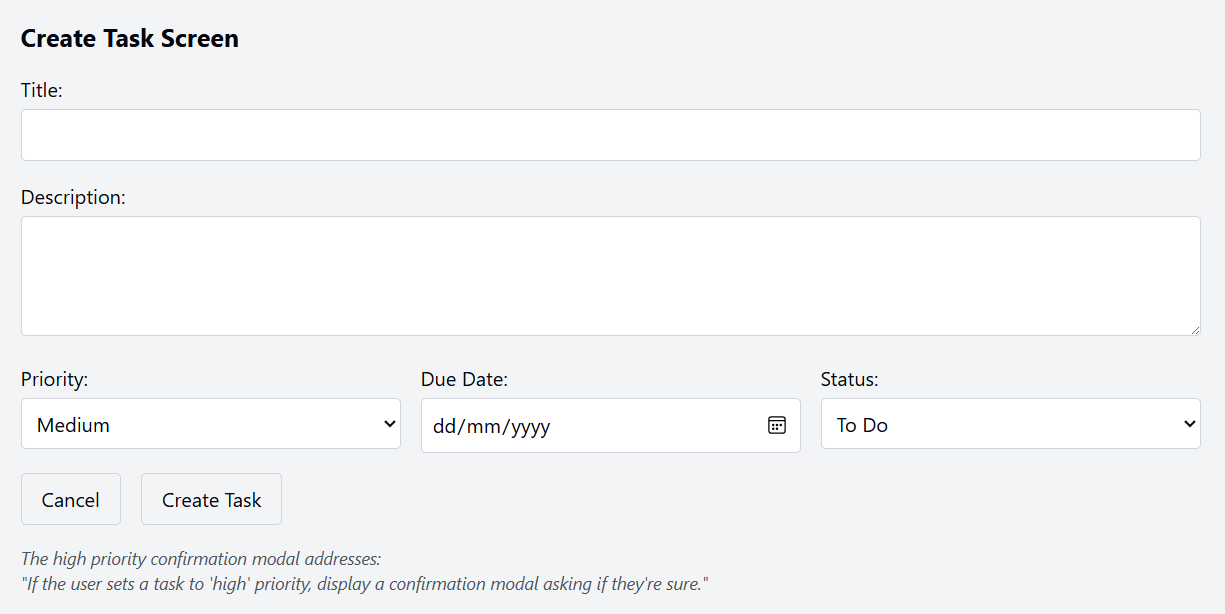 Create Task Screen
Title:
Description:
Priority:
Due Date:
Status:
Medium
dd/mm/yyyy
To Do
Cancel
Create Task
The high priority confirmation modal addresses:
"If the user sets a task to 'high' priority, display a confirmation modal asking if they're sure."